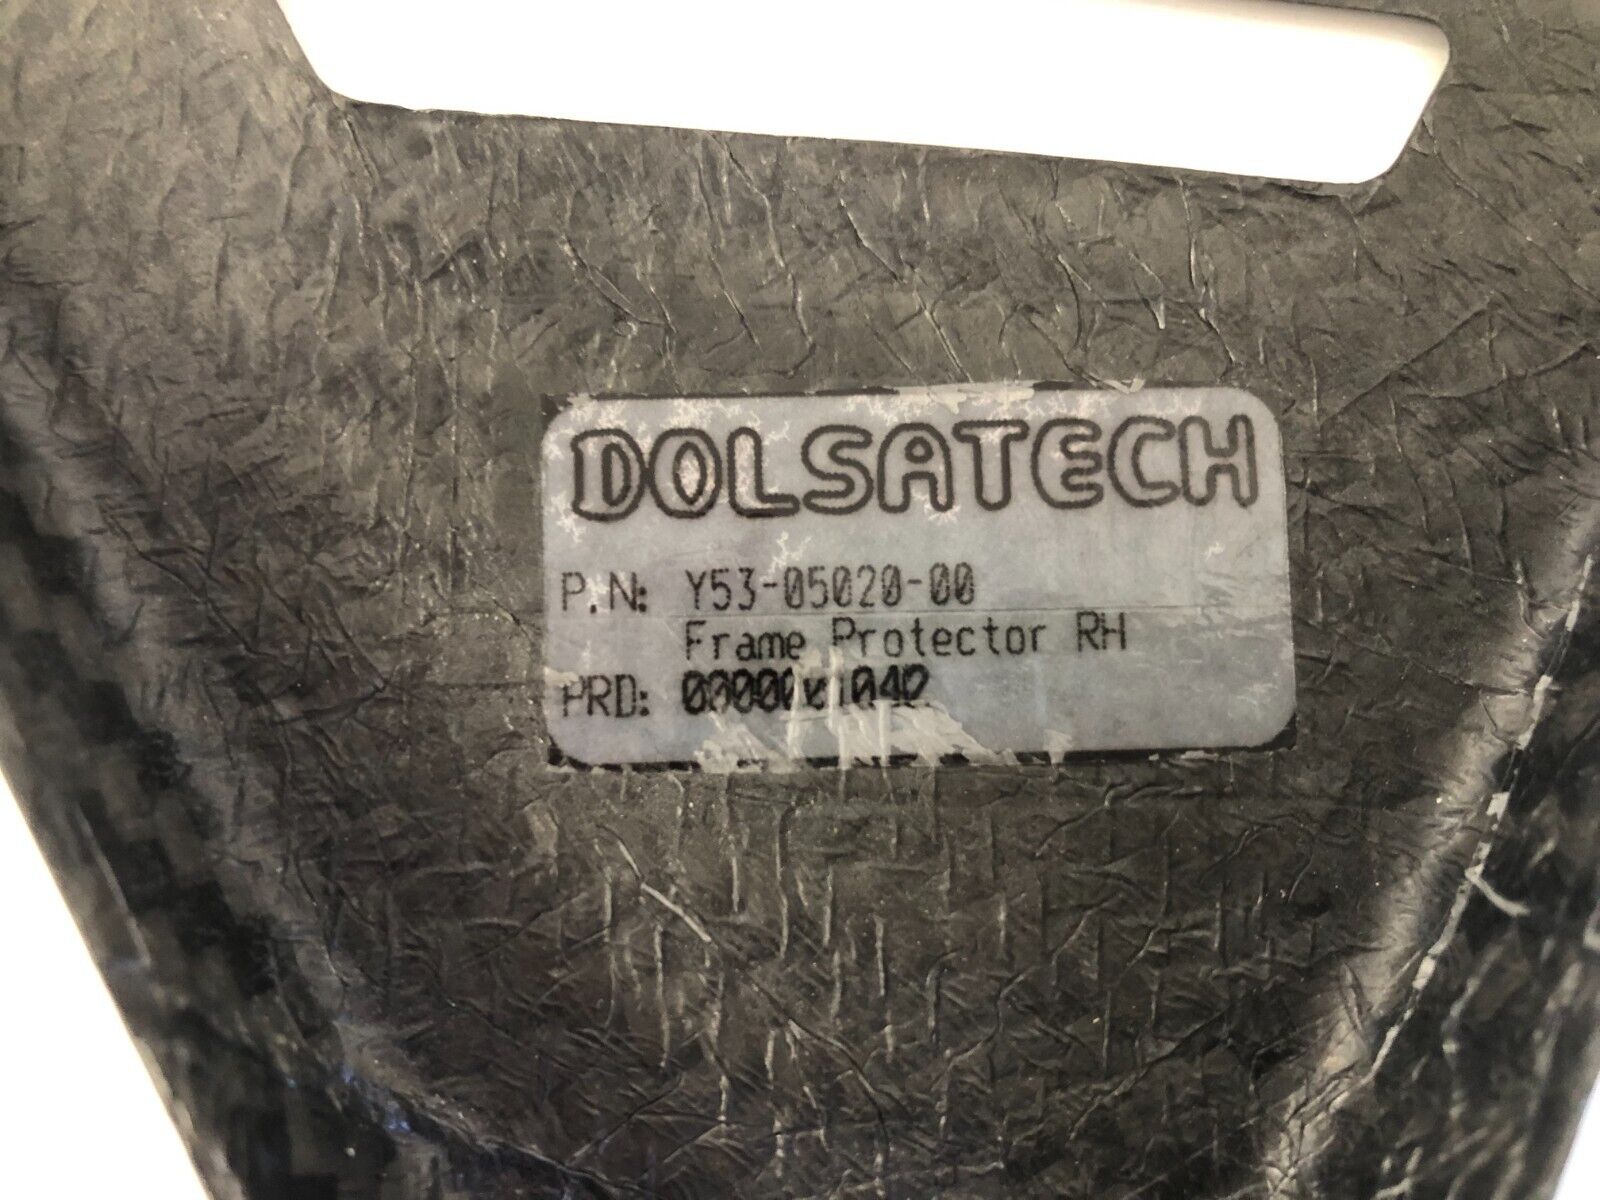 DOLSATECH
P.N: Y53-05020-00
Frame Protector RH
PRD: